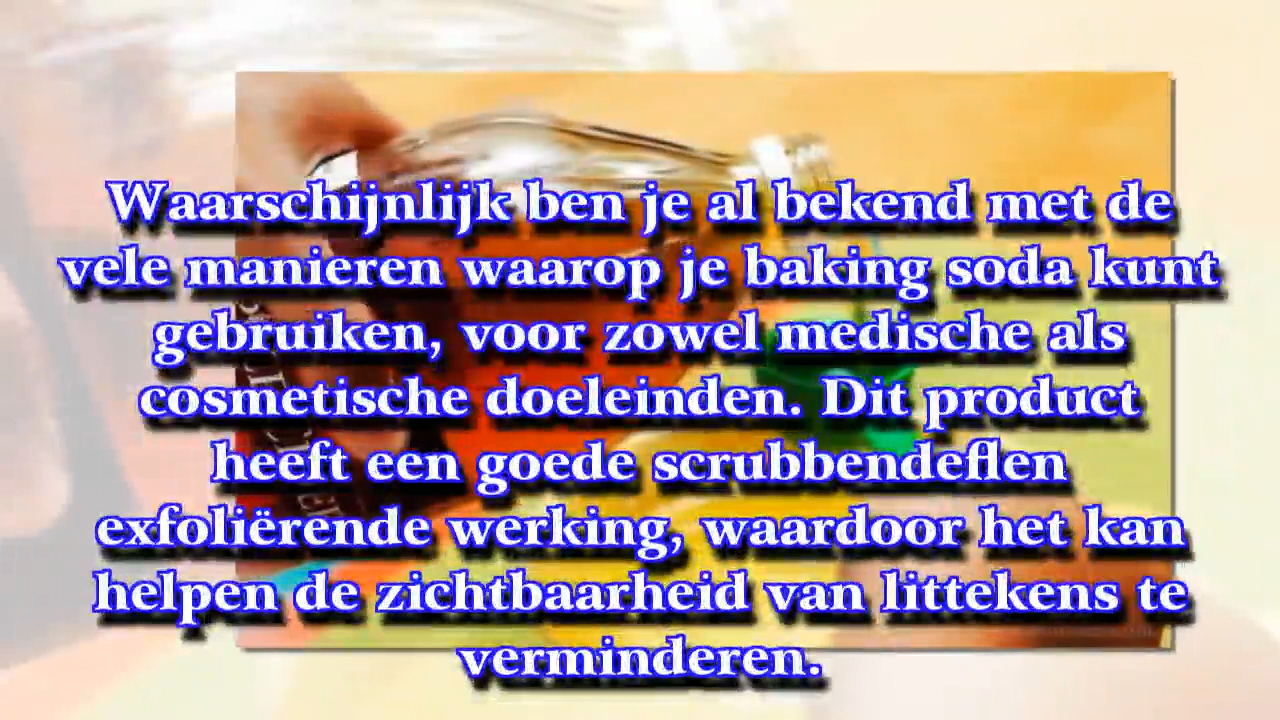 Waarschijnlijk ben je al bekend met de
vele manieren waarop je baking soda kunt
gebruiken, voor zowel medische als
cosmetische doeleinden. Dit product
heeft een goede scrubbendeflen
exfoliërende werking, waardoor het kan
helpen de zichtbaarheid van littekens te
verminderen.